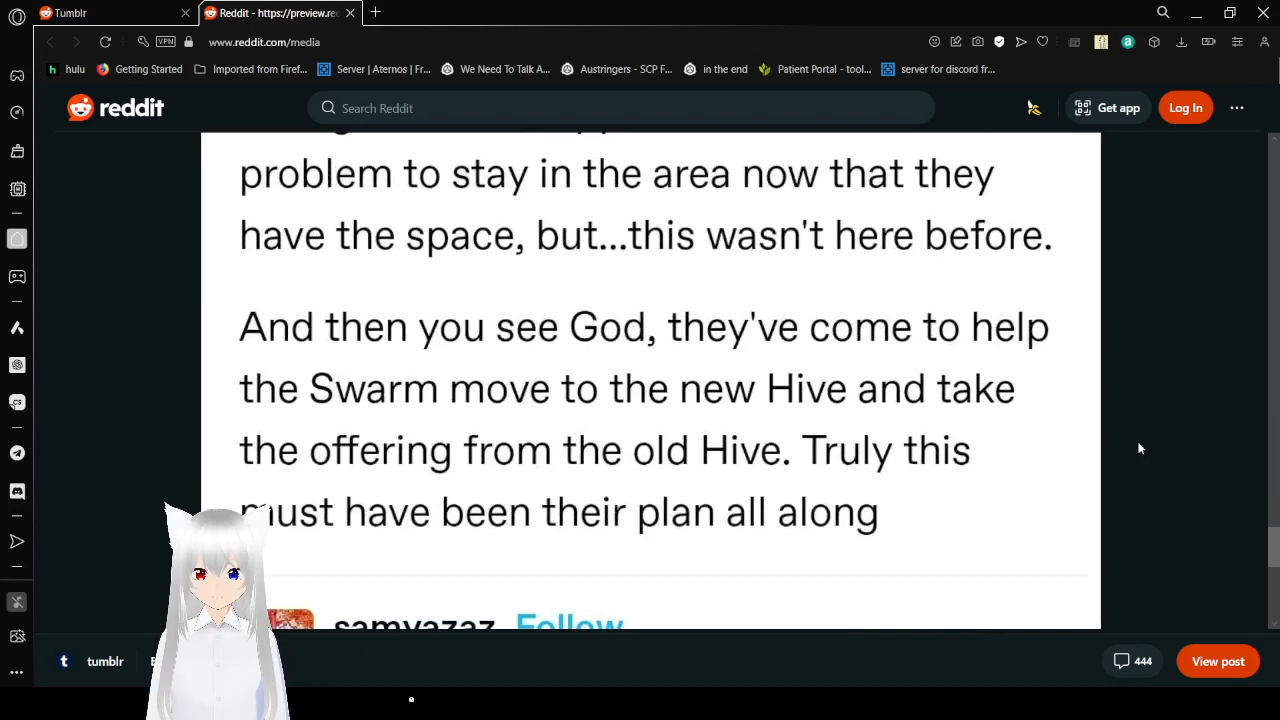 Tumblr
Reddit - https://preview.rec
VPN
www.reddit.com/media
hulu
Getting Started
Imported from Firef...
Server | Aternos | Fr...
We Need To Talk A...
Austringers - SCP F...
in the end
Patient Portal - tool...
server for discord fr...
reddit
Search Reddit
Get app
Log In
problem to stay in the area now that they
have the space, but...this wasn't here before.
And then you see God, they've come to help
the Swarm move to the new Hive and take
the offering from the old Hive. Truly this
must have been their plan all along
samyazaz Follow
tumblr
444
View post